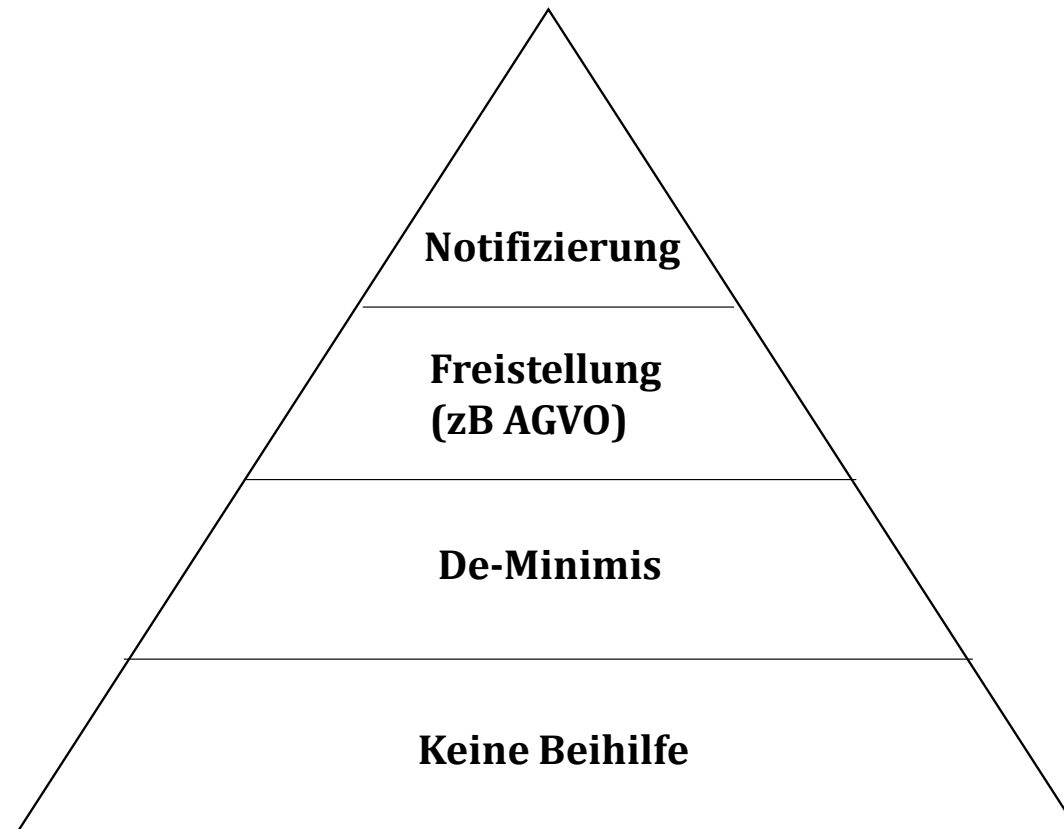 Notifizierung
Freistellung
(zB AGVO)
De-Minimis
Keine Beihilfe